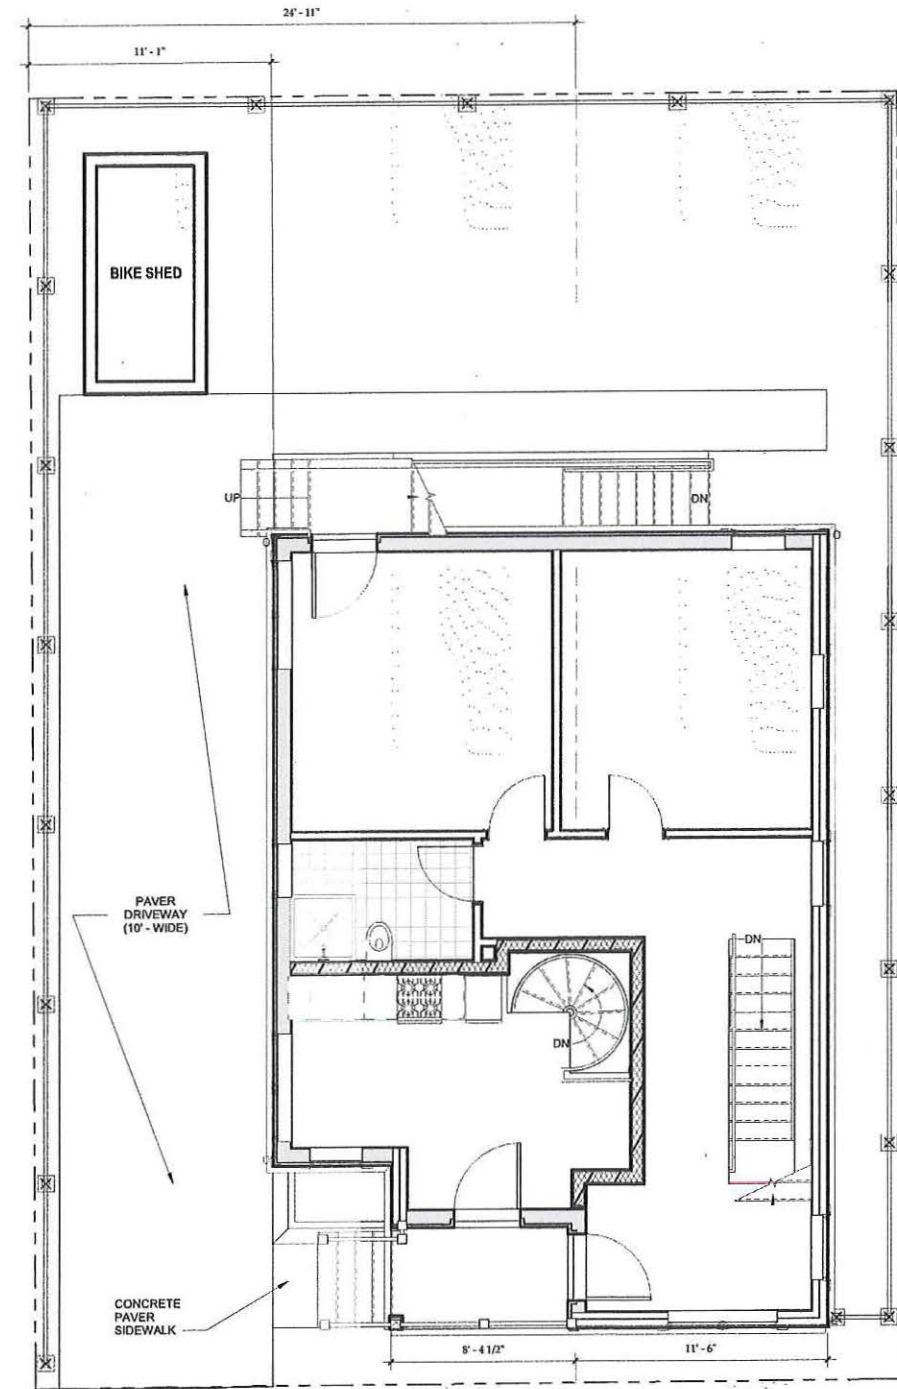 24' - 11"
11' - 1"
BIKE SHED
UP
DN
PAVER
DRIVEWAY
(10' - WIDE)
DN
DN
CONCRETE
PAVER
SIDEWALK
8' - 4 1/2"
11' - 6"